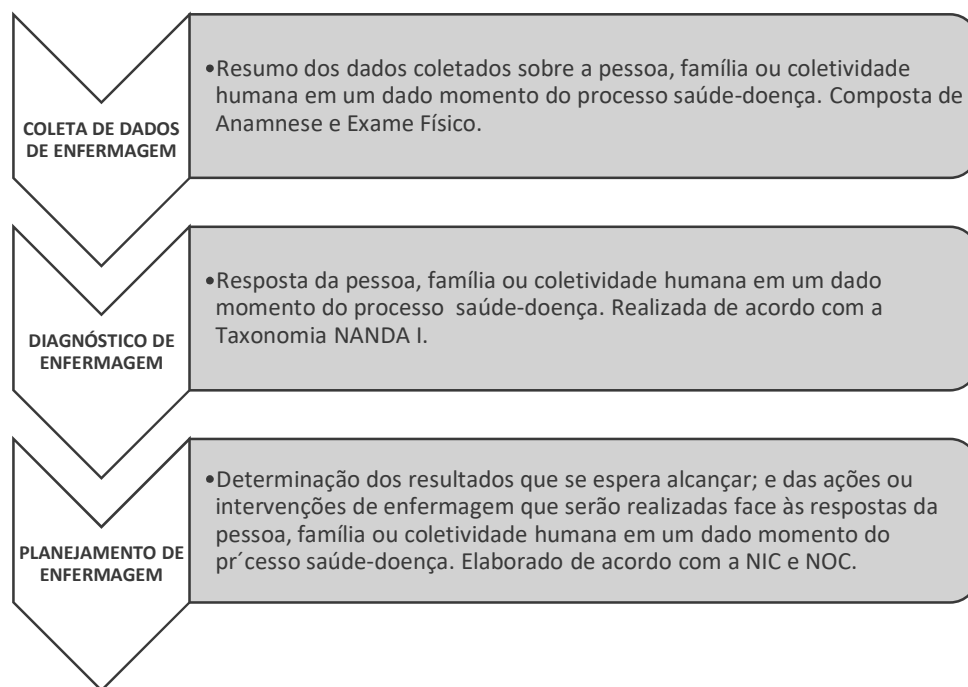 COLETA DE DADOS
DE ENFERMAGEM
•Resumo dos dados coletados sobre a pessoa, família ou coletividade
humana em um dado momento do processo saúde-doença. Composta de
Anamnese e Exame Físico.
DIAGNÓSTICO DE
ENFERMAGEM
•Resposta da pessoa, família ou coletividade humana em um dado
momento do processo saúde-doença. Realizada de acordo com a
Taxonomia NANDA I.
PLANEJAMENTO DE
ENFERMAGEM
•Determinação dos resultados que se espera alcançar; e das ações ou
intervenções de enfermagem que serão realizadas face às respostas da
pessoa, família ou coletividade humana em um dado momento do
pr´cesso saúde-doença. Elaborado de acordo com a NIC e NOC.